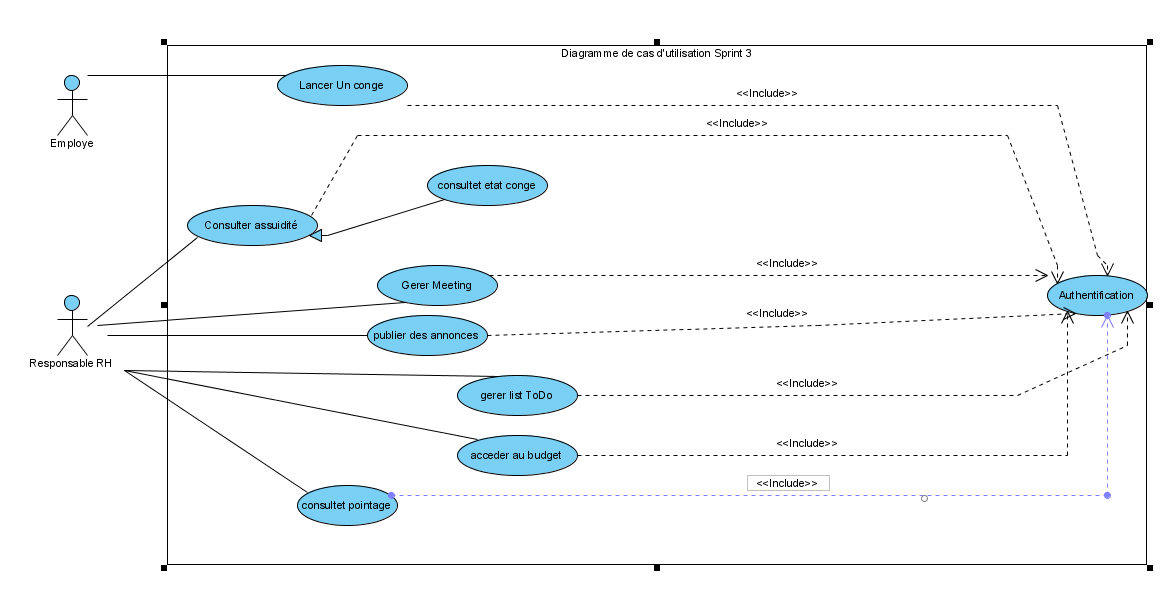 Diagramme de cas d'utilisation Sprint 3
Lancer Un conge
<<Include>>
<<Include>>
Employe
consultet etat conge
Consulter assuidité
<<Include>>
Gerer Meeting
Authentification
<<Include>>
publier des annonces
Responsable RH
<<Include>>
gerer list ToDo
<<Include>>
acceder au budget
<<Include>>
consultet pointage